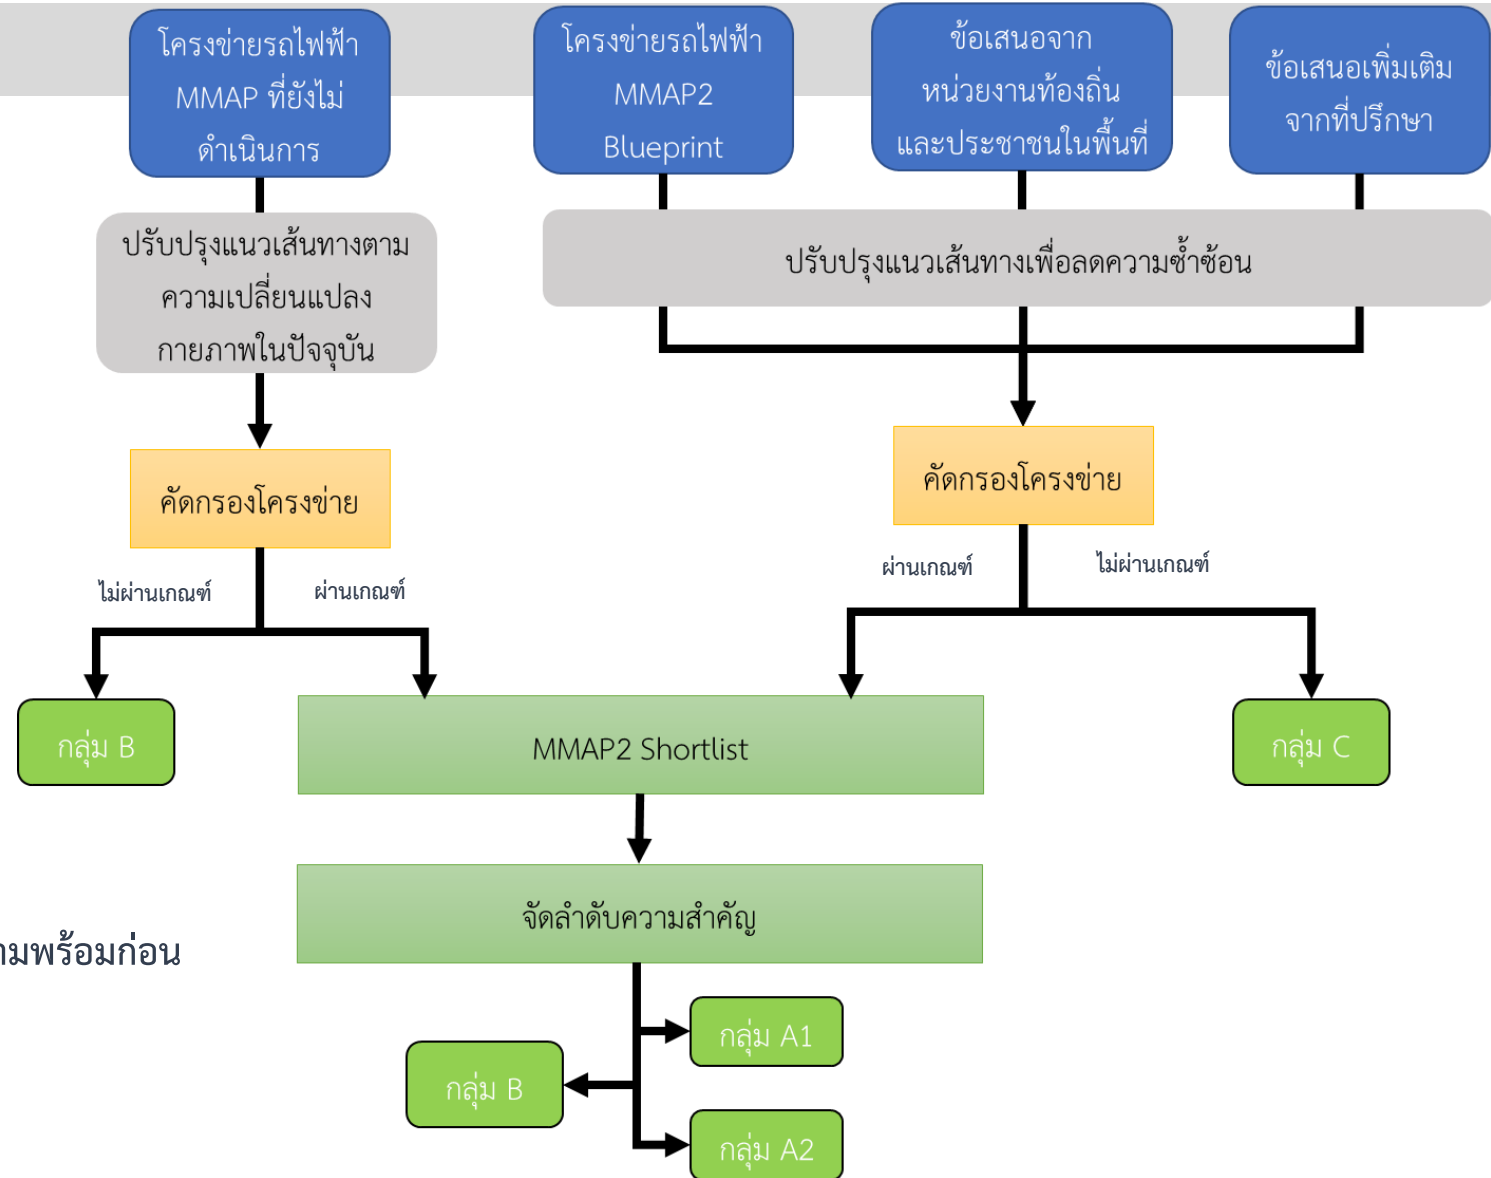 โครงข่ายรถไฟฟ้า
MMAP ที่ยังไม่
ดำเนินการ
โครงข่ายรถไฟฟ้า
MMAP2
Blueprint
ข้อเสนอจาก
หน่วยงานท้องถิ่น
และประชาชนในพื้นที่
ข้อเสนอเพิ่มเติม
จากที่ปรึกษา
ปรับปรุงแนวเส้นทางตาม
ความเปลี่ยนแปลง
กายภาพในปัจจุบัน
ปรับปรุงแนวเส้นทางเพื่อลดความซ้ำซ้อน
คัดกรองโครงข่าย
คัดกรองโครงข่าย
ไม่ผ่านเกณฑ์
ผ่านเกณฑ์
ผ่านเกณฑ์
ไม่ผ่านเกณฑ์
กลุ่ม B
MMAP2 Shortlist
กลุ่ม C
จัดลำดับความสำคัญ
ามพร้อมก่อน
กลุ่ม A1
กลุ่ม B
กลุ่ม A2